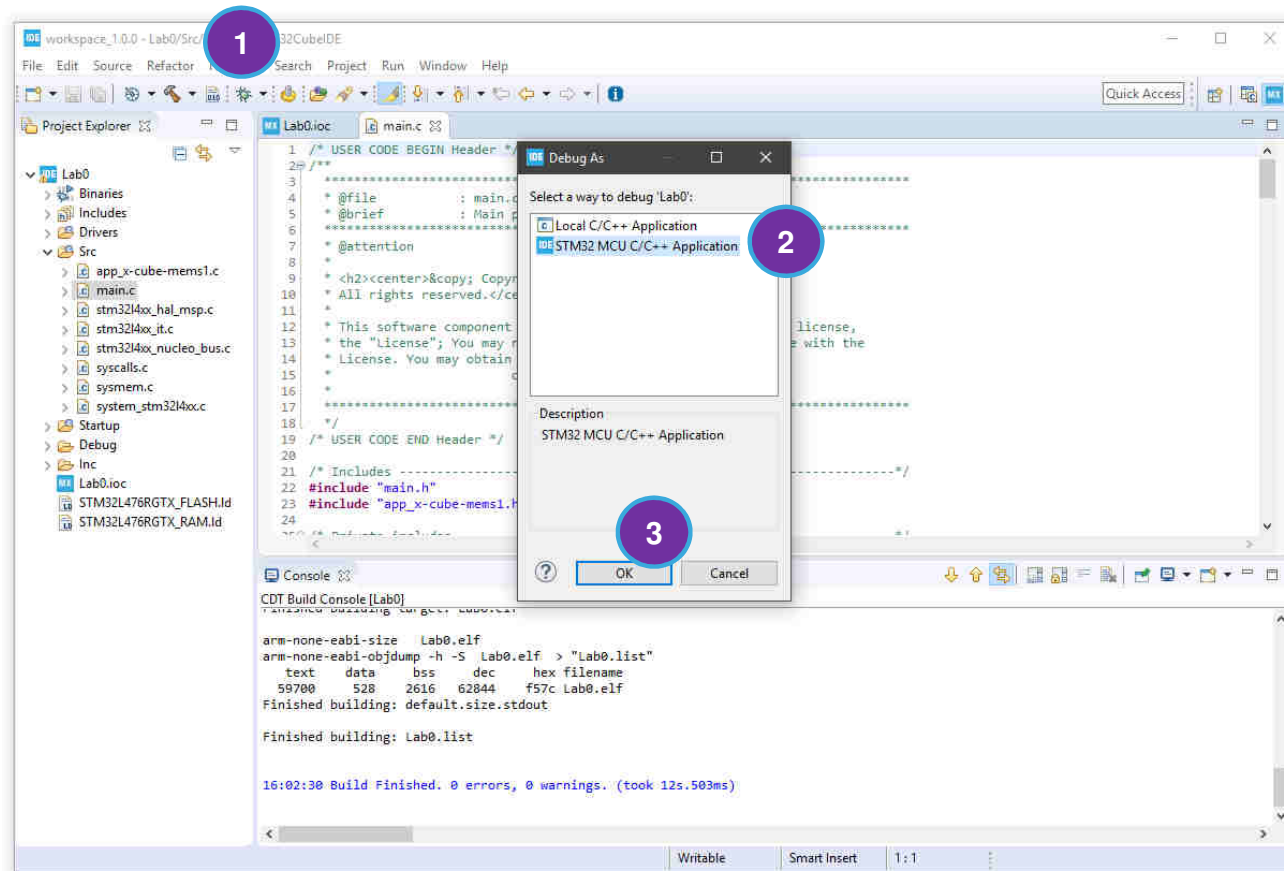 workspace_1.0.0 - Lab0/Src/
1
32CubeIDE
File Edit Source Refactor Search Project Run Window Help
Quick Access
Project Explorer
Lab0.ioc
main.c
Lab0
Binaries
Includes
Drivers
Src
app_x-cube-mems1.c
main.c
stm32l4xx_hal_msp.c
stm32l4xx_it.c
stm32l4xx_nucleo_bus.c
syscalls.c
sysmem.c
system_stm32l4xx.c
Startup
Debug
Inc
Lab0.ioc
STM32L476RGTX_FLASH.ld
STM32L476RGTX_RAM.ld
1 /* USER CODE BEGIN Header */
2 /**
3 ******************************************************************************
4 * @file : main.c
5 * @brief : Main p
6 ******************************************************************************
7 * @attention
8 *
9 * <h2><center>&copy; Copyr
10 * All rights reserved.</ce
11 *
12 * This software component license,
13 * the "License"; You may e with the
14 * License. You may obtain
15 *
16 *
17 ******************************************************************************
18 */
19 /* USER CODE END Header */
20
21 /* Includes ------------------------------------------------------------------*/
22 #include "main.h"
23 #include "app_x-cube-mems1.h
24
IDE Debug As
Select a way to debug 'Lab0':
Local C/C++ Application
IDE STM32 MCU C/C++ Application
2
Description
STM32 MCU C/C++ Application
3
OK Cancel
Console
CDT Build Console [Lab0]
Finished building target: Lab0.elf
arm-none-eabi-size Lab0.elf
arm-none-eabi-objdump -h -S Lab0.elf > "Lab0.list"
text data bss dec hex filename
59700 528 2616 62844 f57c Lab0.elf
Finished building: default.size.stdout
Finished building: Lab0.list
16:02:30 Build Finished. 0 errors, 0 warnings. (took 12s.503ms)
Writable Smart Insert 1 : 1